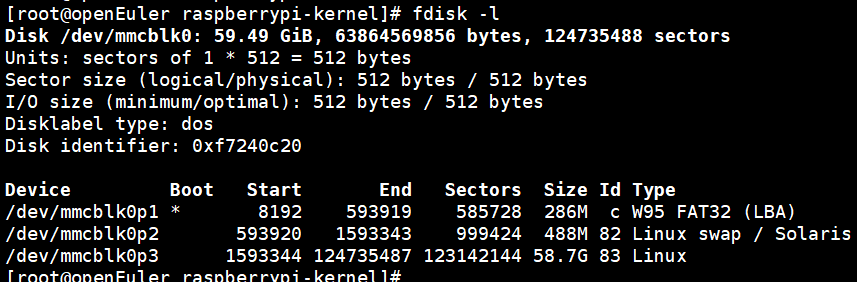 [root@openEuler raspberrypi-kernel]# fdisk -l
Disk /dev/mmcblk0: 59.49 GiB, 63864569856 bytes, 124735488 sectors
Units: sectors of 1 * 512 = 512 bytes
Sector size (logical/physical): 512 bytes / 512 bytes
I/O size (minimum/optimal): 512 bytes / 512 bytes
Disklabel type: dos
Disk identifier: 0xf7240c20
Device         Boot   Start       End   Sectors  Size Id Type
/dev/mmcblk0p1 *       8192    593919    585728  286M  c W95 FAT32 (LBA)
/dev/mmcblk0p2       593920   1593343    999424  488M 82 Linux swap / Solaris
/dev/mmcblk0p3      1593344 124735487 123142144 58.7G 83 Linux
[root@openEuler raspberrypi-kernel]#